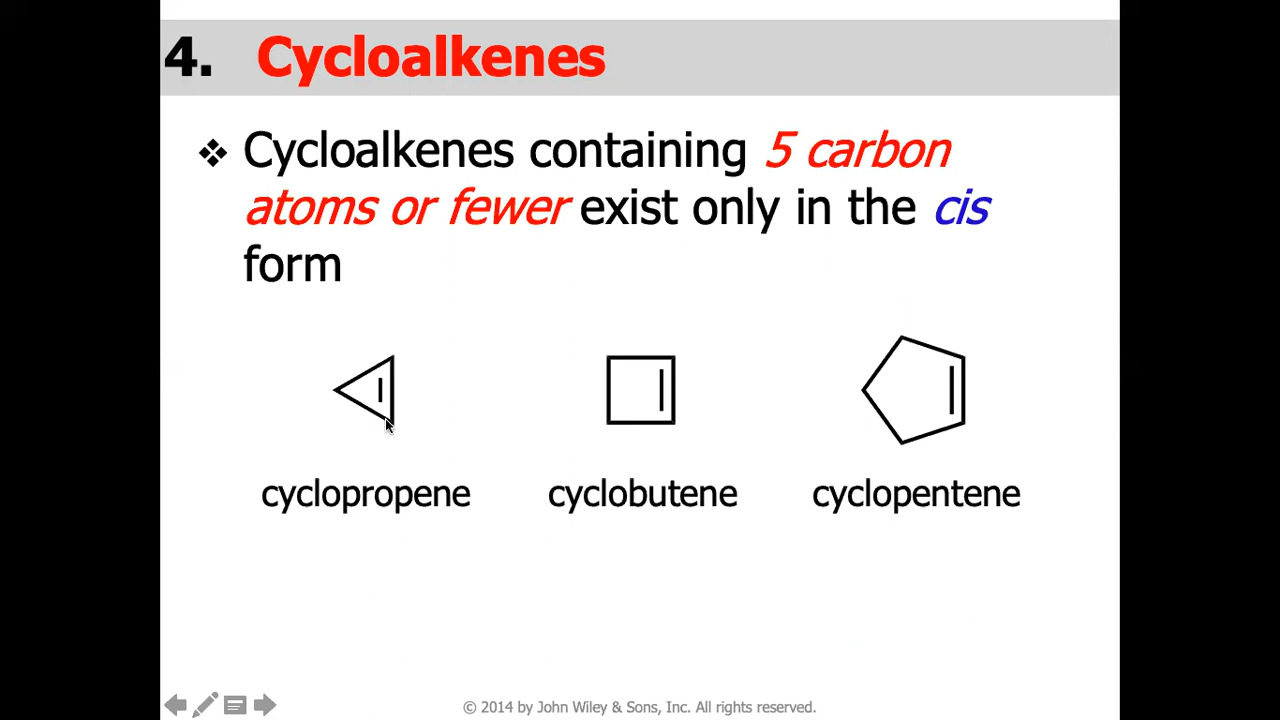 4. Cycloalkenes
❖ Cycloalkenes containing 5 carbon
atoms or fewer exist only in the cis
form
cyclopropene cyclobutene cyclopentene
© 2014 by John Wiley & Sons, Inc. All rights reserved.